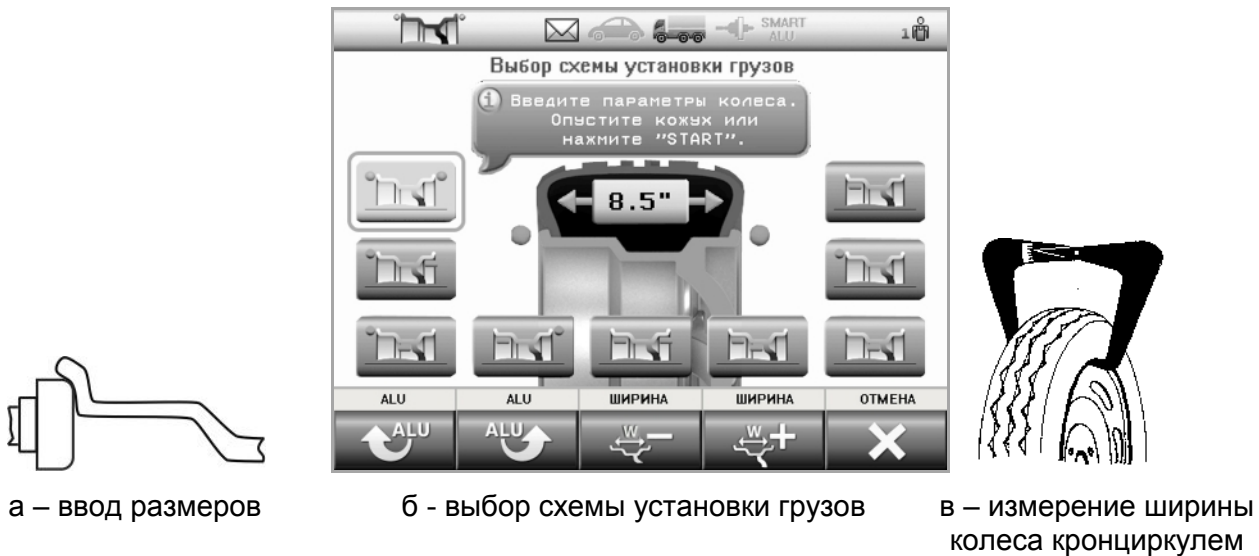 SMART
ALU
1
Выбор схемы установки грузов
i Введите параметры колеса.
Опустите кожух или
нажмите "START".
8.5"
ALU ALU ШИРИНА ШИРИНА ОТМЕНА
ALU ALU W W
а – ввод размеров б - выбор схемы установки грузов в – измерение ширины
колеса кронциркулем